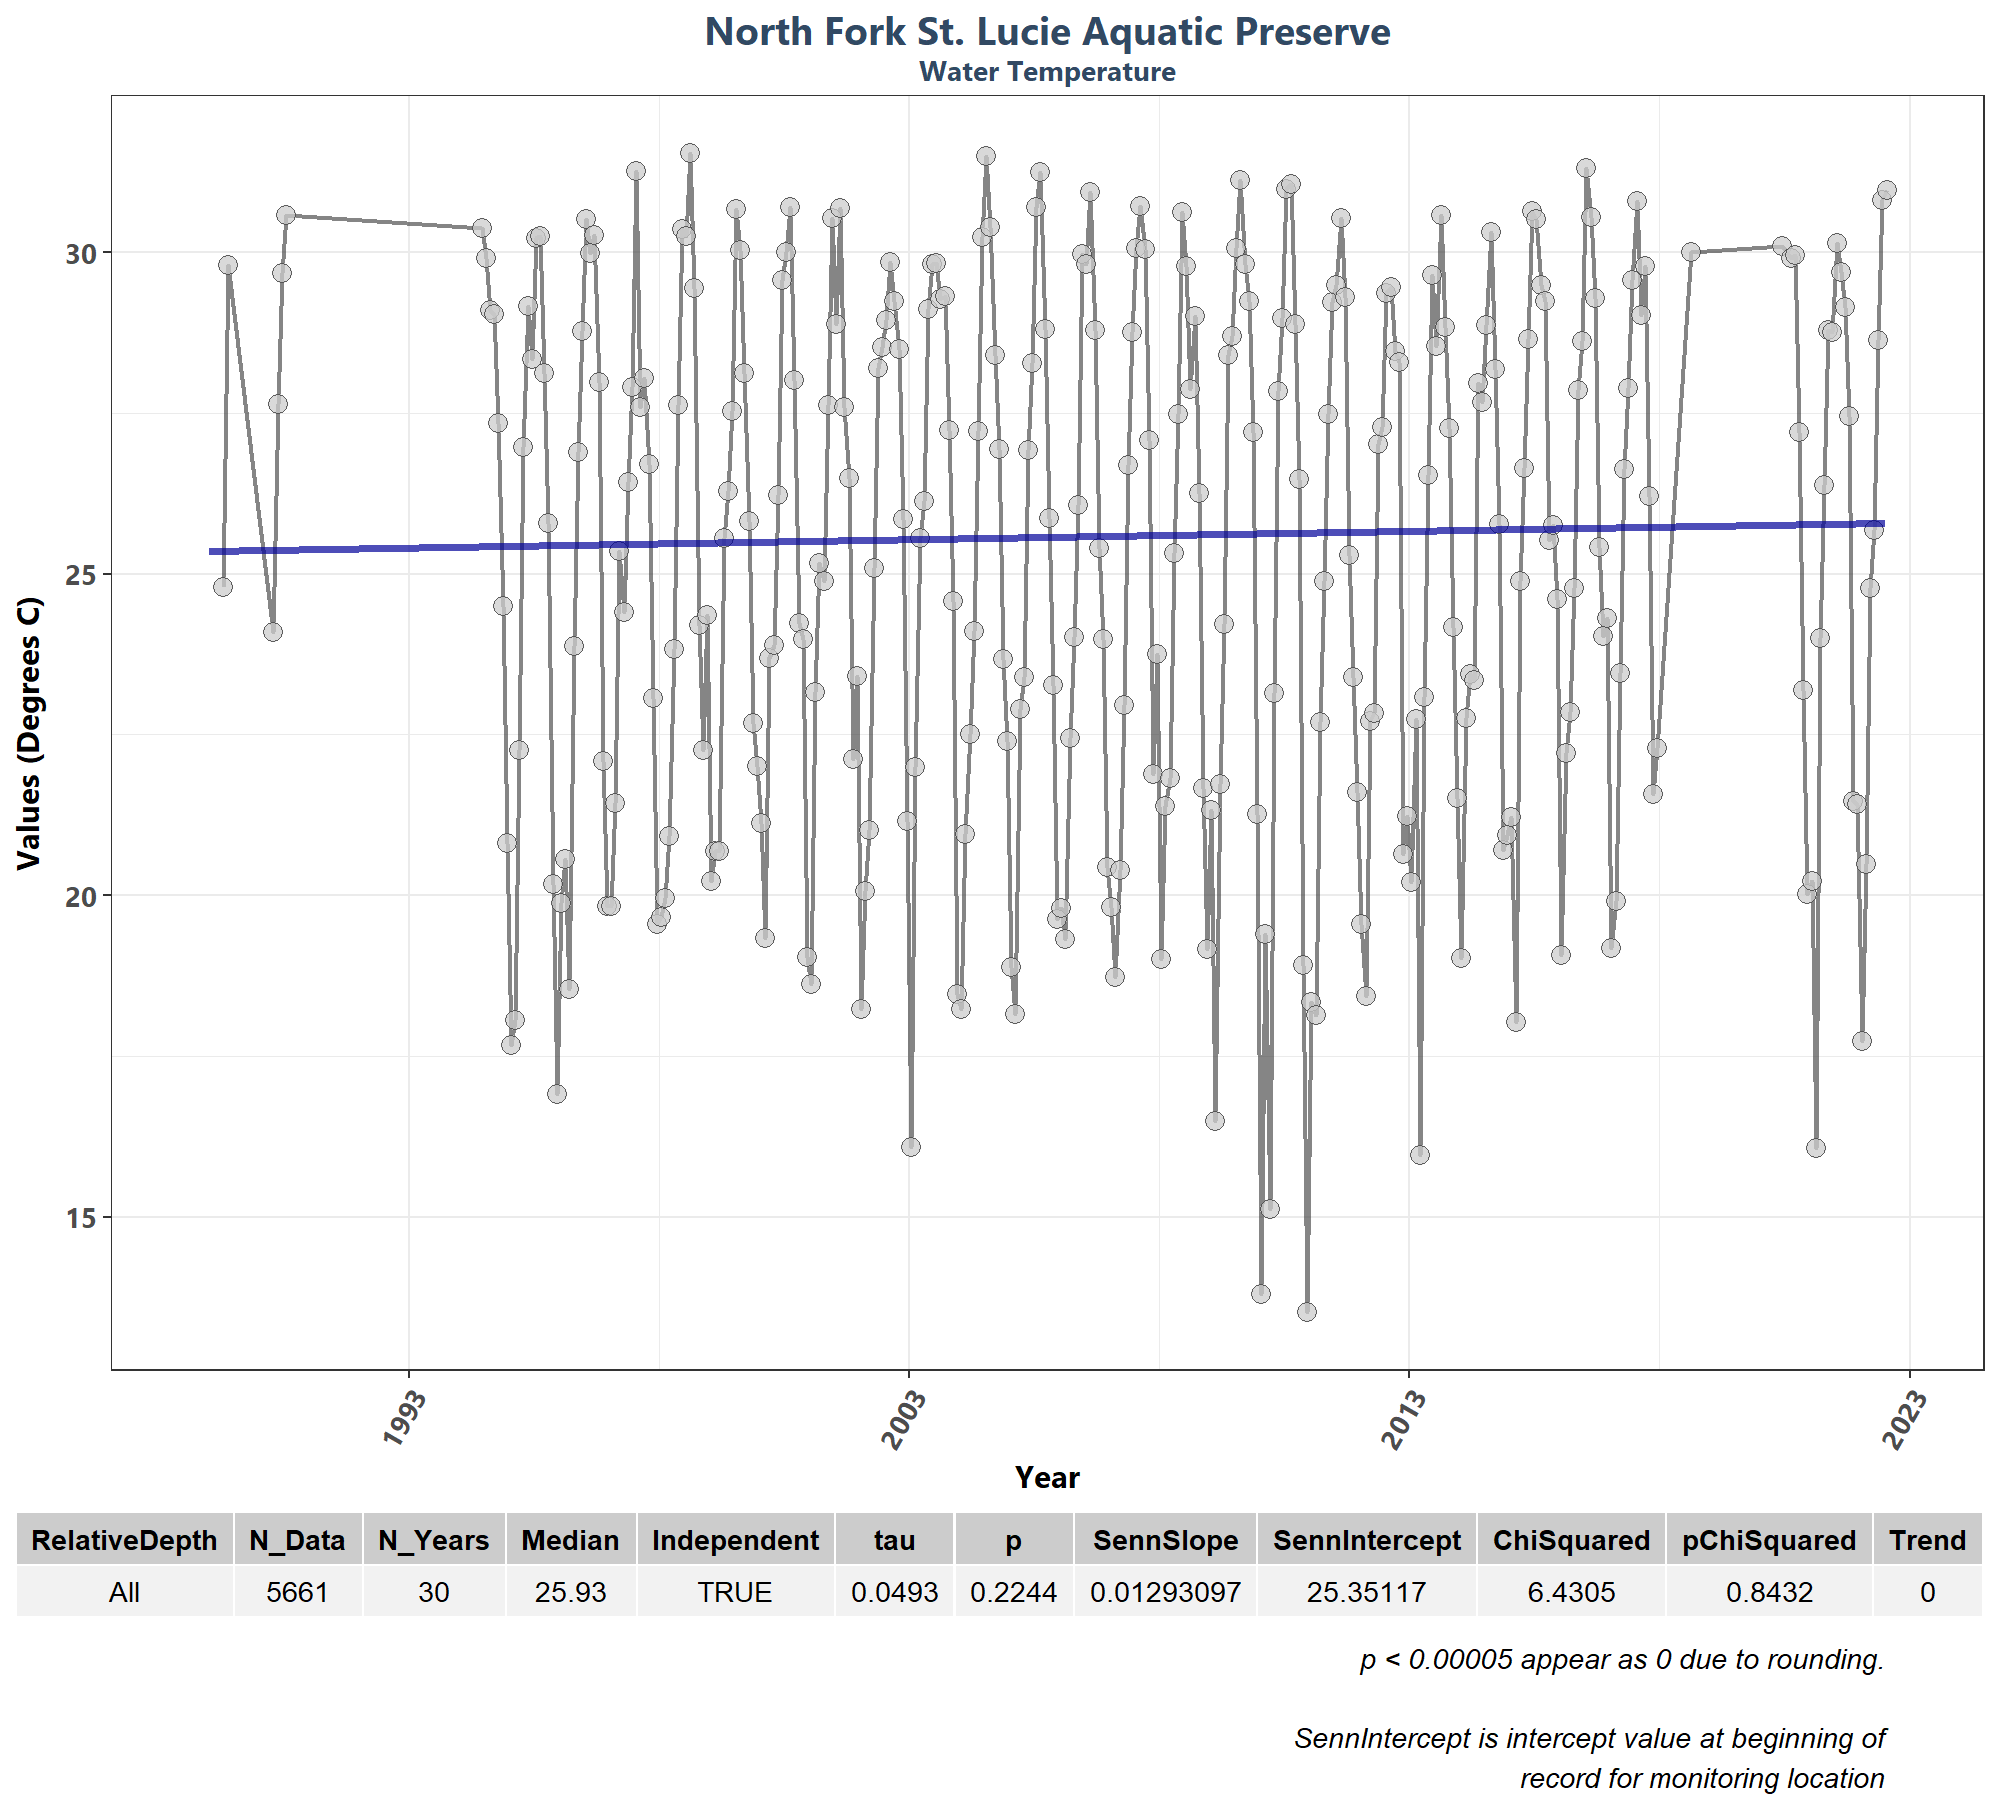 North Fork St. Lucie Aquatic Preserve
Water Temperature
Values (Degrees C)
30
25
20
15
1993
2003
2013
2023
Year
RelativeDepth N_Data N_Years Median Independent tau p SennSlope SennIntercept ChiSquared pChiSquared Trend
All 5661 30 25.93 TRUE 0.0493 0.2244 0.01293097 25.35117 6.4305 0.8432 0
p < 0.00005 appear as 0 due to rounding.
SennIntercept is intercept value at beginning of
record for monitoring location